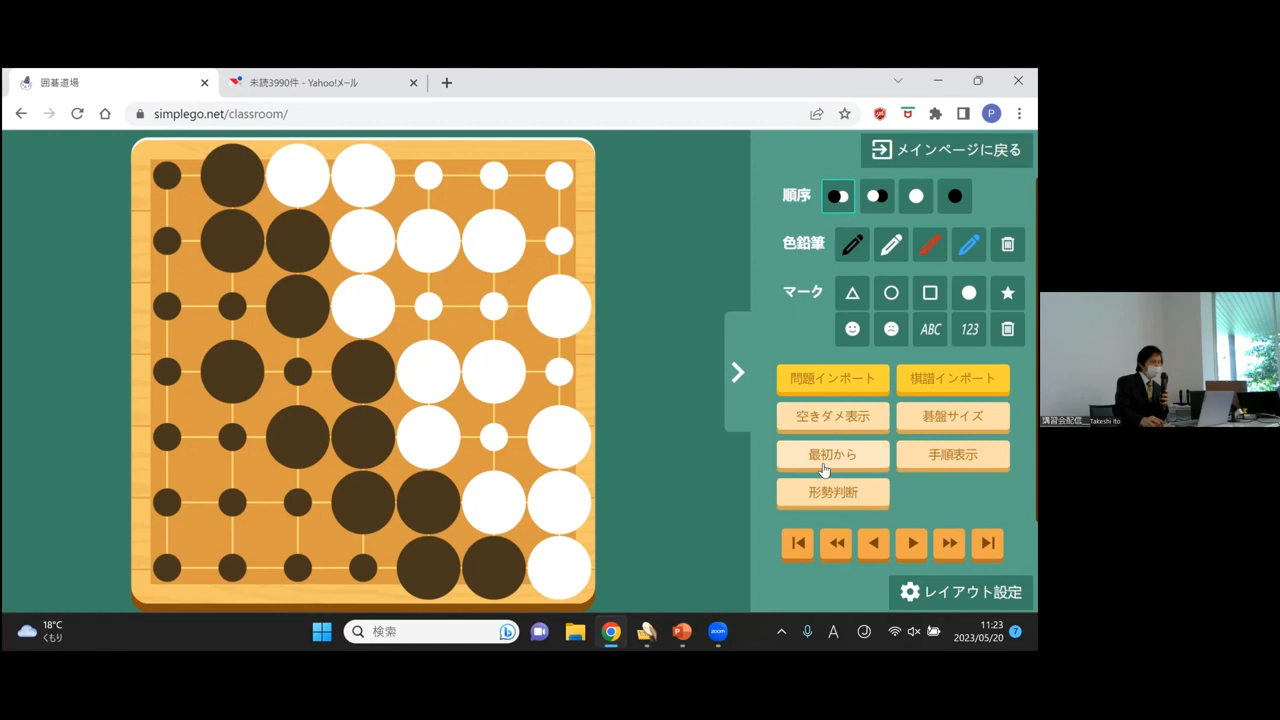 囲碁道場
未読3990件 - Yahoo!メール
simplego.net/classroom/
P
メインページに戻る
順序
色鉛筆
マーク
ABC
123
問題インポート
棋譜インポート
空きダメ表示
碁盤サイズ
最初から
手順表示
形勢判断
レイアウト設定
講習会配信__Takeshi Ito
18°C
くもり
検索
zoom
A
11:23
2023/05/20
7